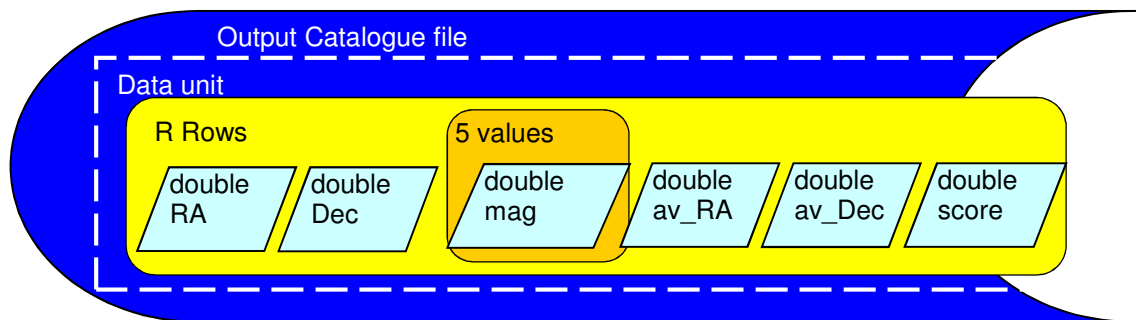 Output Catalogue file
Data unit
R Rows
5 values
double
RA
double
Dec
double
mag
double
av_RA
double
av_Dec
double
score